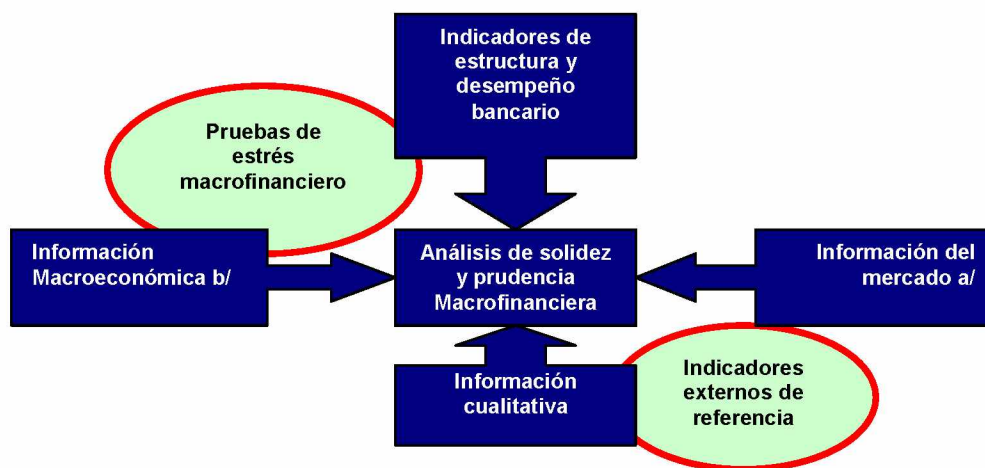 Indicadores de
estructura y
desempeño
bancario
Pruebas de
estrés
macrofinanciero
Información
Macroeconómica b/
Análisis de solidez
y prudencia
Macrofinanciera
Información del
mercado a/
Información
cualitativa
Indicadores
externos de
referencia